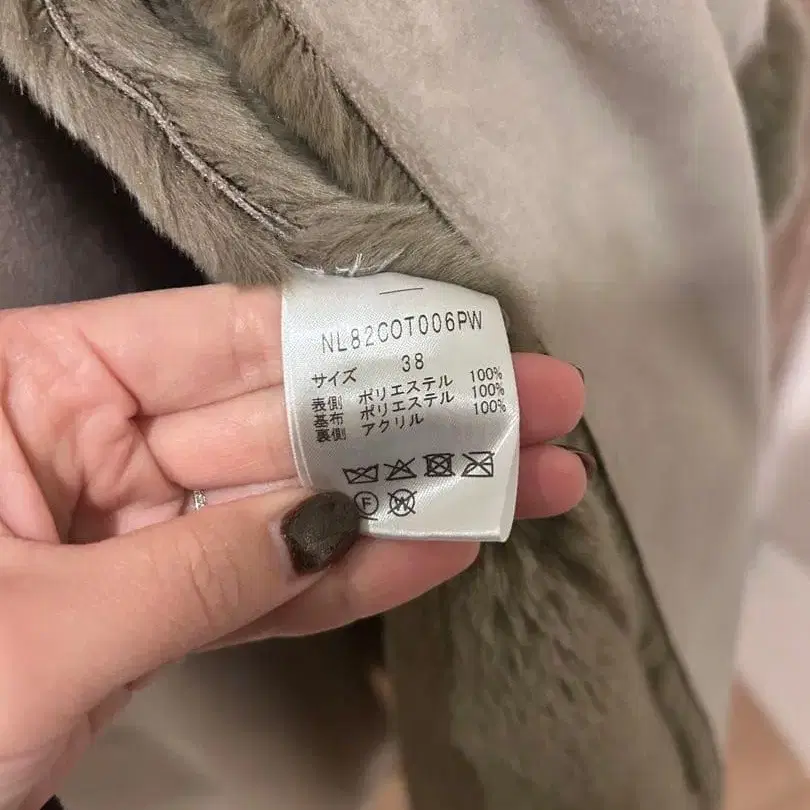 NL82COT006PW
サイズ 38
表側 ポリエステル 100%
基布 ポリエステル 100%
裏側 アクリル 100%
F W